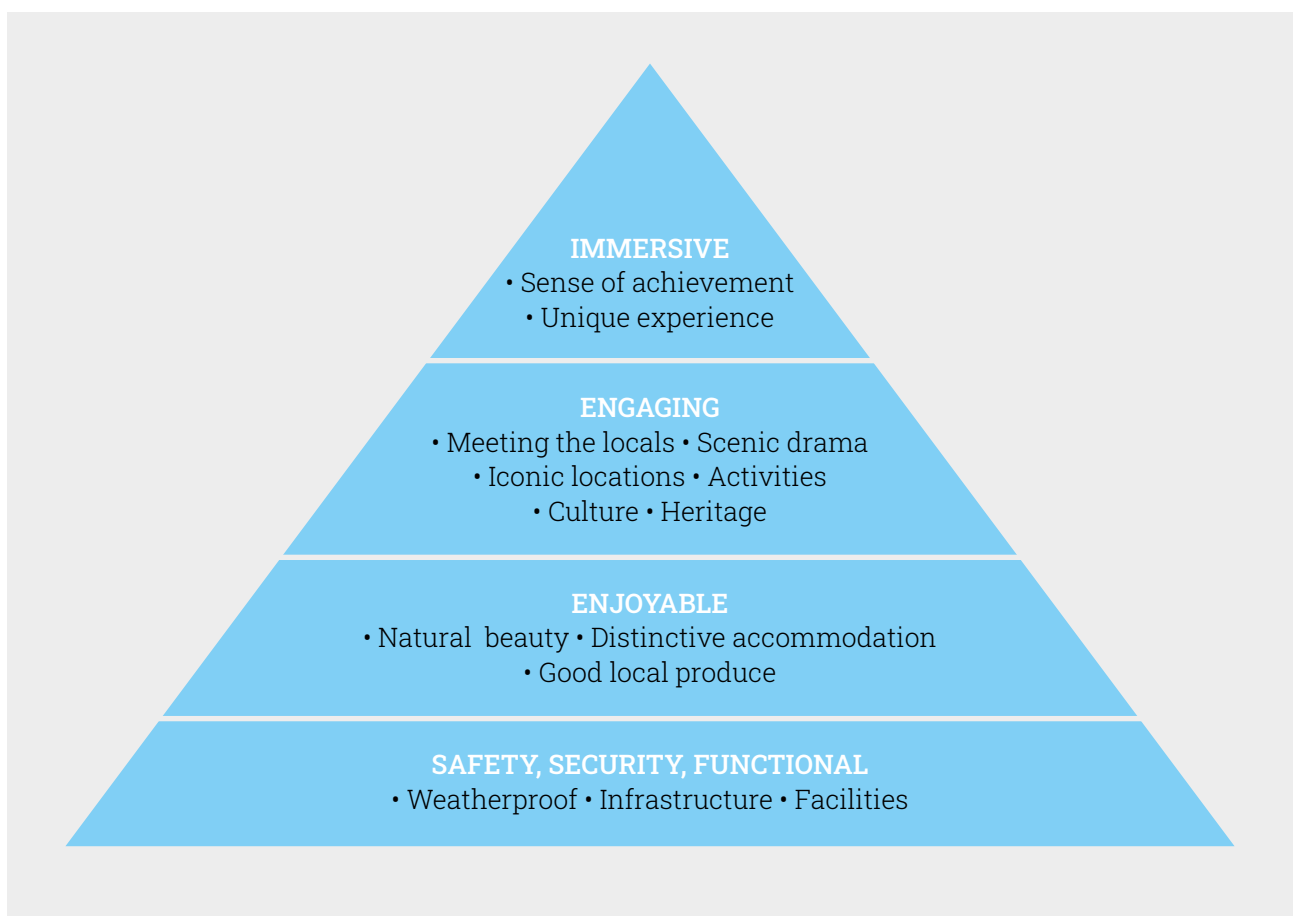 IMMERSIVE
• Sense of achievement
• Unique experience
ENGAGING
• Meeting the locals • Scenic drama
• Iconic locations • Activities
• Culture • Heritage
ENJOYABLE
• Natural  beauty • Distinctive accommodation
• Good local produce
SAFETY, SECURITY, FUNCTIONAL
• Weatherproof • Infrastructure • Facilities